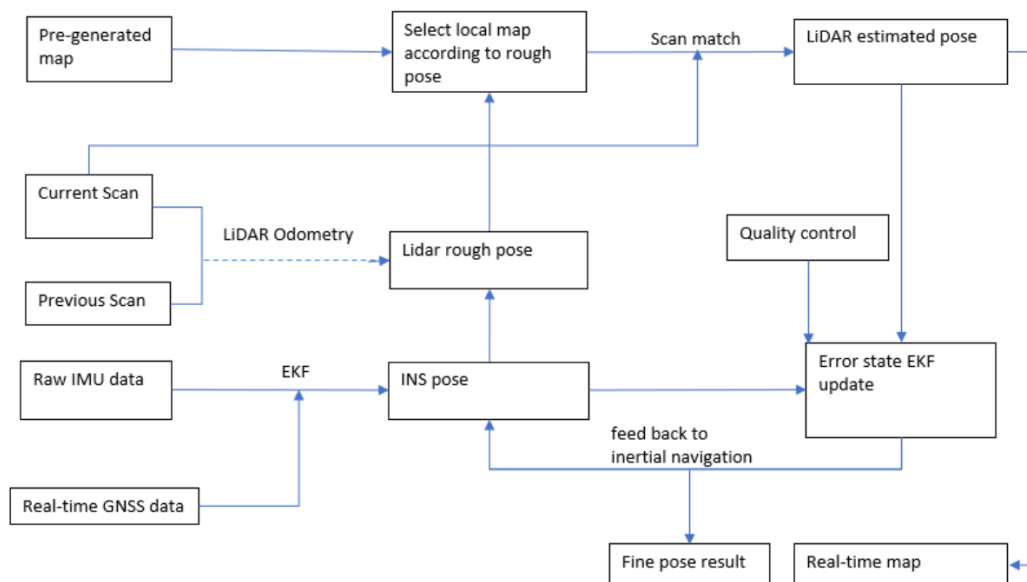 Pre-generated
map
Select local map
according to rough
pose
Scan match
LiDAR estimated pose
Current Scan
LiDAR Odometry
Lidar rough pose
Quality control
Previous Scan
Raw IMU data
EKF
INS pose
Error state EKF
update
feed back to
inertial navigation
Real-time GNSS data
Fine pose result
Real-time map